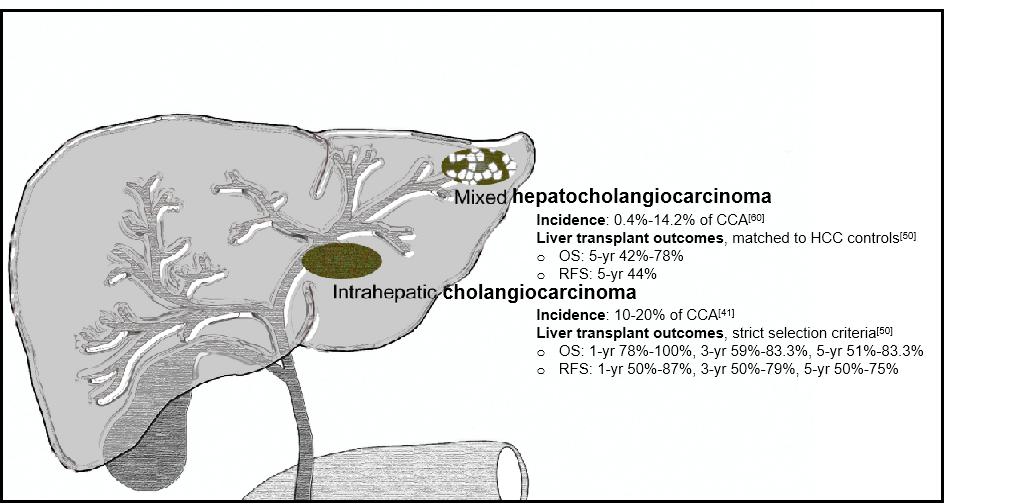 Mixed hepatocholangiocarcinoma
Incidence: 0.4%-14.2% of CCA[60]
Liver transplant outcomes, matched to HCC controls[50]
o OS: 5-yr 42%-78%
o RFS: 5-yr 44%
Intrahepatic cholangiocarcinoma
Incidence: 10-20% of CCA[41]
Liver transplant outcomes, strict selection criteria[50]
o OS: 1-yr 78%-100%, 3-yr 59%-83.3%, 5-yr 51%-83.3%
o RFS: 1-yr 50%-87%, 3-yr 50%-79%, 5-yr 50%-75%